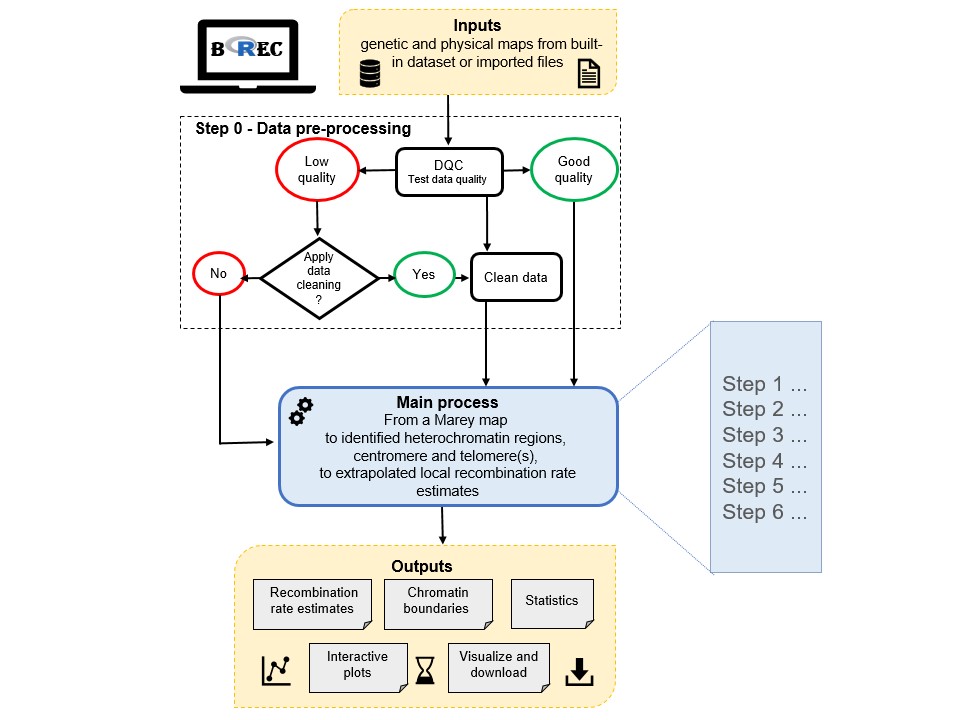 BREC
Inputs
genetic and physical maps from built-
in dataset or imported files
Step 0 - Data pre-processing
Low
quality
DQC
Test data quality
Good
quality
No
Apply
data
cleaning
?
Yes
Clean data
Main process
From a Marey map
to identified heterochromatin regions,
centromere and telomere(s),
to extrapolated local recombination rate
estimates
Step 1 ...
Step 2 ...
Step 3 ...
Step 4 ...
Step 5 ...
Step 6 ...
Outputs
Recombination
rate estimates
Chromatin
boundaries
Statistics
Interactive
plots
Visualize and
download